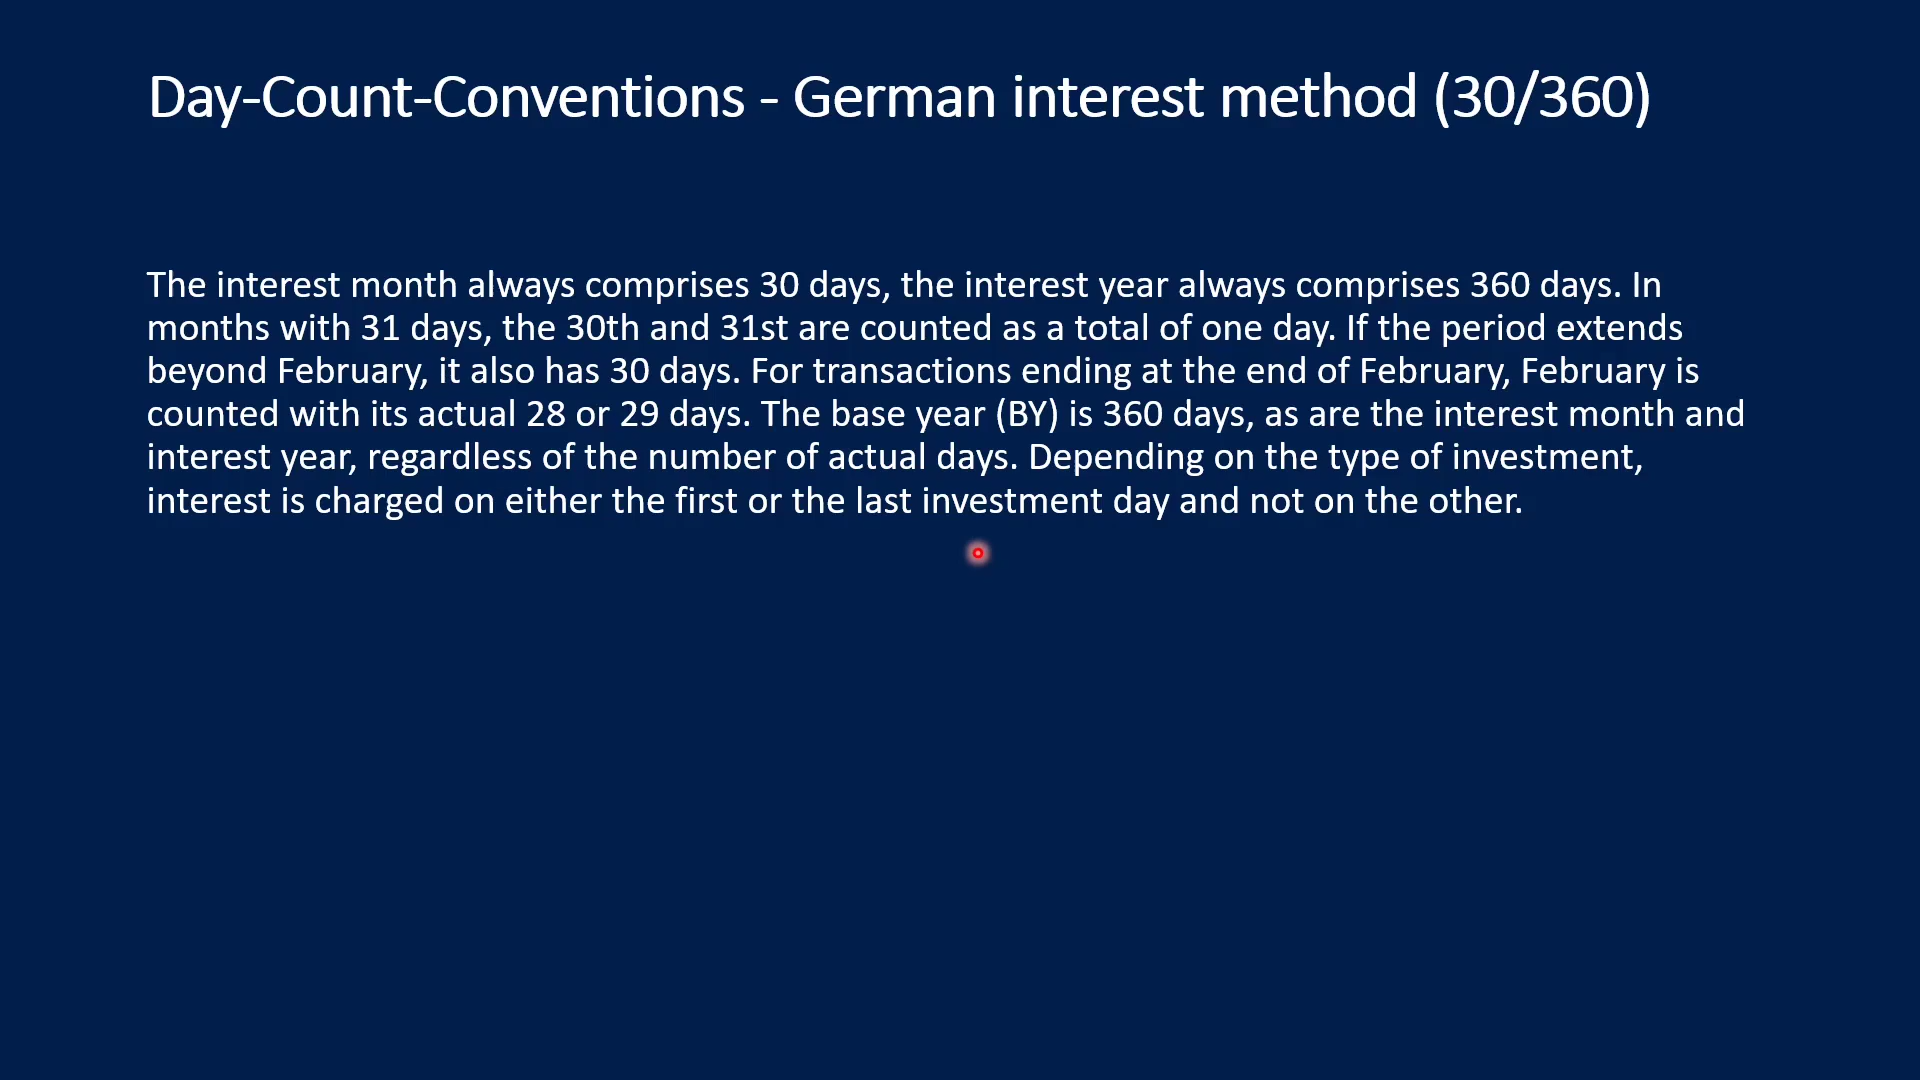 Day-Count-Conventions - German interest method (30/360)
The interest month always comprises 30 days, the interest year always comprises 360 days. In
months with 31 days, the 30th and 31st are counted as a total of one day. If the period extends
beyond February, it also has 30 days. For transactions ending at the end of February, February is
counted with its actual 28 or 29 days. The base year (BY) is 360 days, as are the interest month and
interest year, regardless of the number of actual days. Depending on the type of investment,
interest is charged on either the first or the last investment day and not on the other.